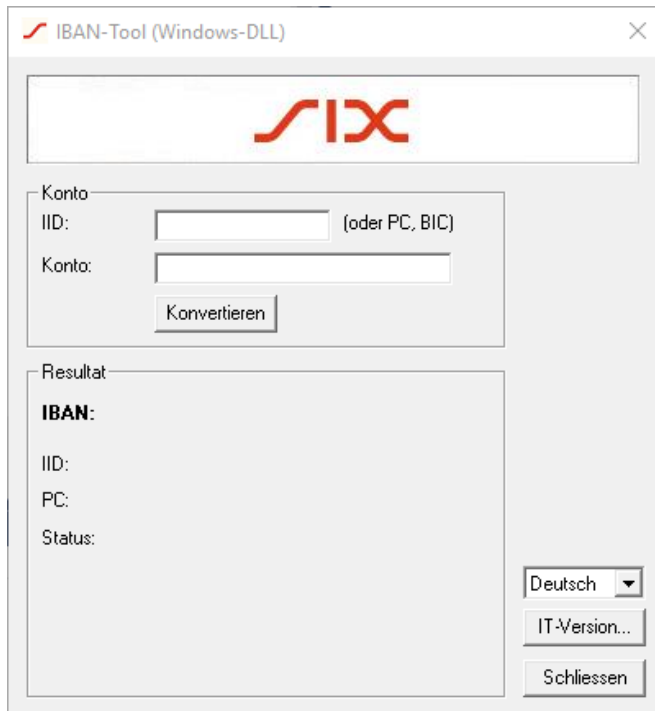 IBAN-Tool (Windows-DLL)
SIX
Konto
IID: (oder PC, BIC)
Konto:
Konvertieren
Resultat
IBAN:
IID:
PC:
Status:
Deutsch
IT-Version...
Schliessen